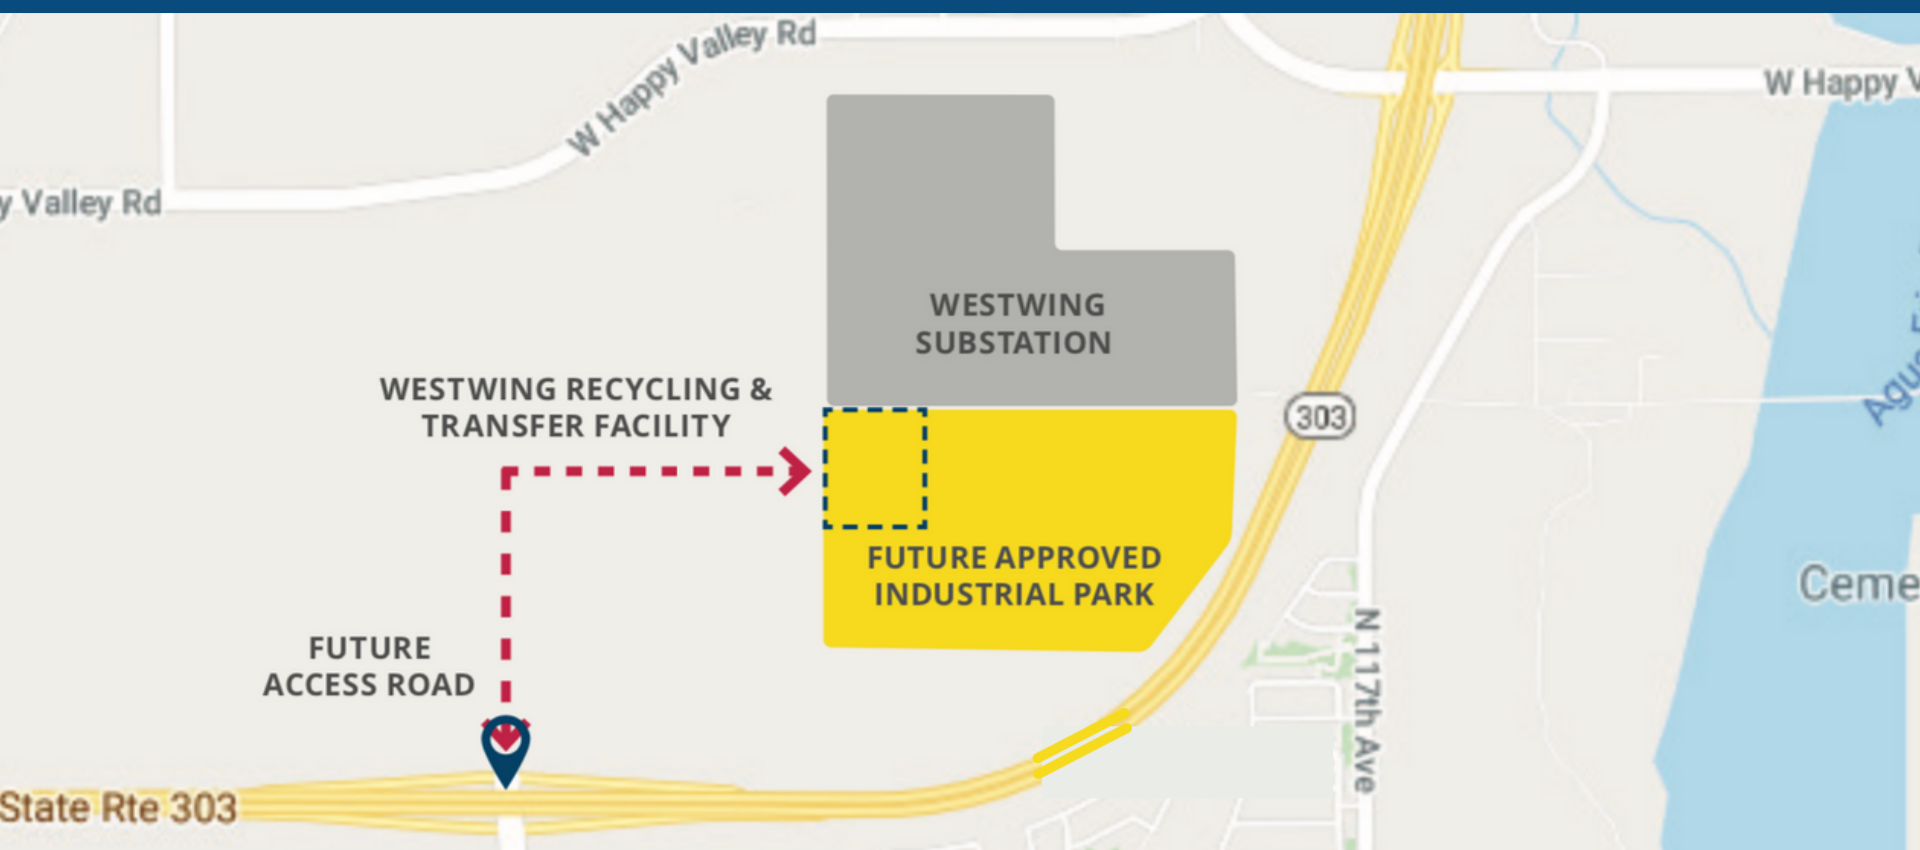 W Happy Valley Rd
W Happy V
y Valley Rd
WESTWING
SUBSTATION
WESTWING RECYCLING &
TRANSFER FACILITY
303
Agua
FUTURE APPROVED
INDUSTRIAL PARK
Ceme
FUTURE
ACCESS ROAD
N 117th Ave
State Rte 303